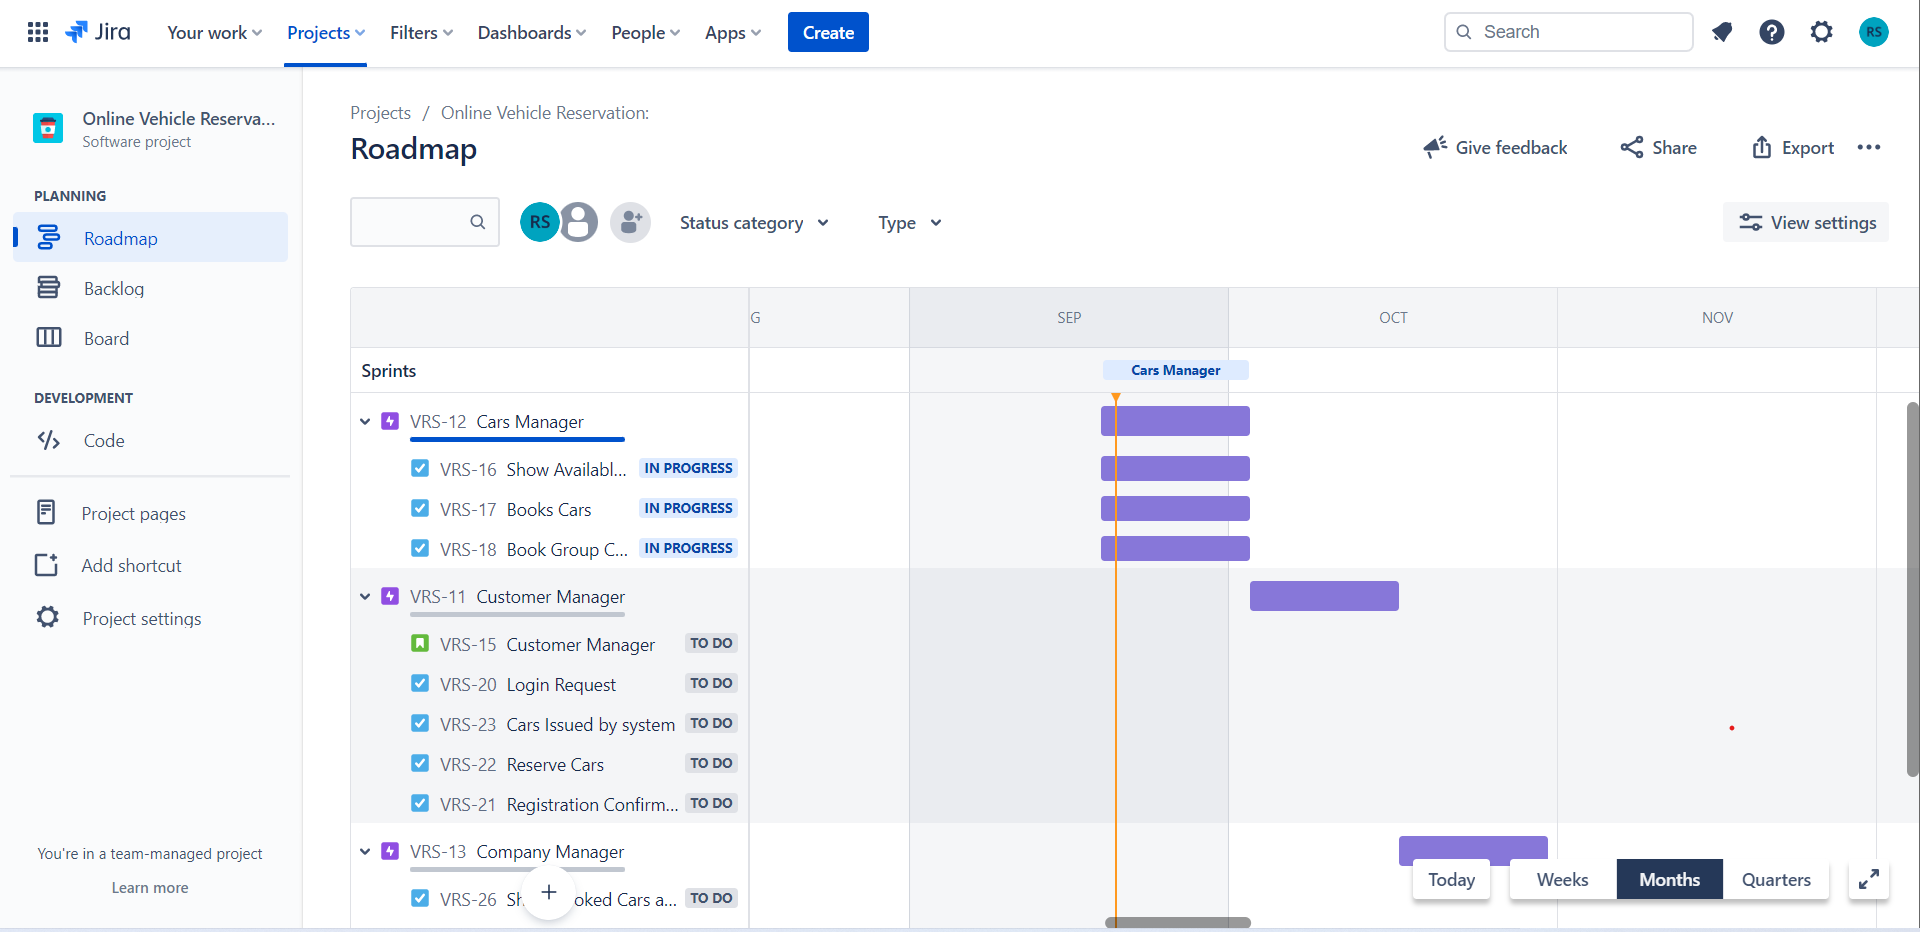 Jira Your work Projects Filters Dashboards People Apps Create Search RS
Online Vehicle Reserva...
Software project
PLANNING
Roadmap
Backlog
Board
DEVELOPMENT
Code
Project pages
Add shortcut
Project settings
You're in a team-managed project
Learn more
Projects / Online Vehicle Reservation:
Roadmap
Give feedback Share Export
RS Status category Type View settings
G SEP OCT NOV
Sprints Cars Manager
VRS-12 Cars Manager
VRS-16 Show Availabl... IN PROGRESS
VRS-17 Books Cars IN PROGRESS
VRS-18 Book Group C... IN PROGRESS
VRS-11 Customer Manager
VRS-15 Customer Manager TO DO
VRS-20 Login Request TO DO
VRS-23 Cars Issued by system TO DO
VRS-22 Reserve Cars TO DO
VRS-21 Registration Confirm... TO DO
VRS-13 Company Manager
VRS-26 Cars a... TO DO
Today Weeks Months Quarters